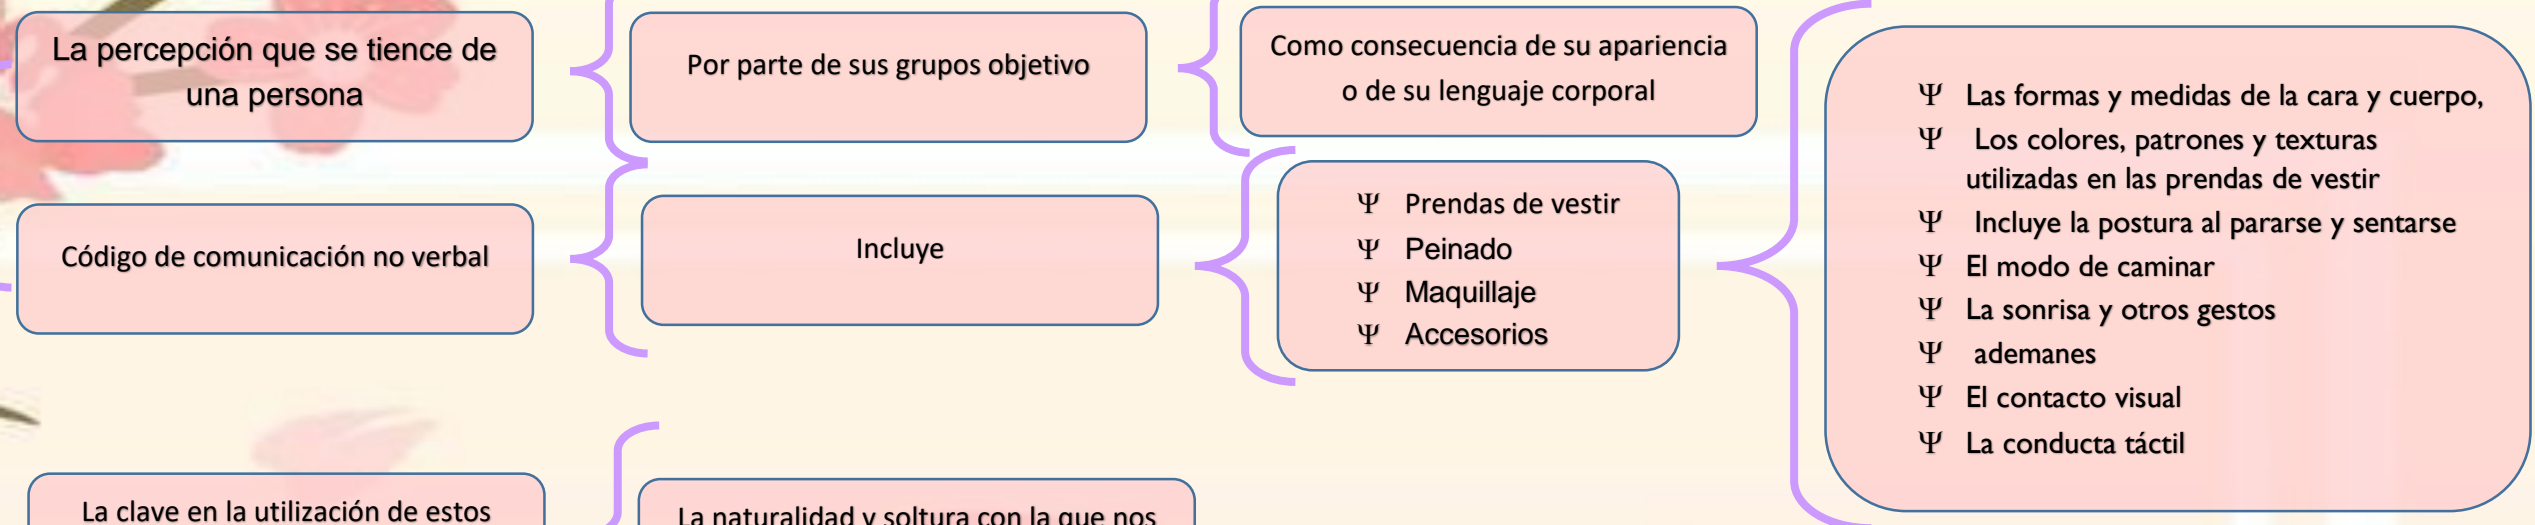 La percepción que se tience de
una persona
Por parte de sus grupos objetivo
Como consecuencia de su apariencia
o de su lenguaje corporal
Código de comunicación no verbal
Incluye
Ψ Prendas de vestir
Ψ Peinado
Ψ Maquillaje
Ψ Accesorios
Ψ Las formas y medidas de la cara y cuerpo,
Ψ Los colores, patrones y texturas
utilizadas en las prendas de vestir
Ψ Incluye la postura al pararse y sentarse
Ψ El modo de caminar
Ψ La sonrisa y otros gestos
Ψ ademanes
Ψ El contacto visual
Ψ La conducta táctil
La clave en la utilización de estos
La naturalidad y soltura con la que nos